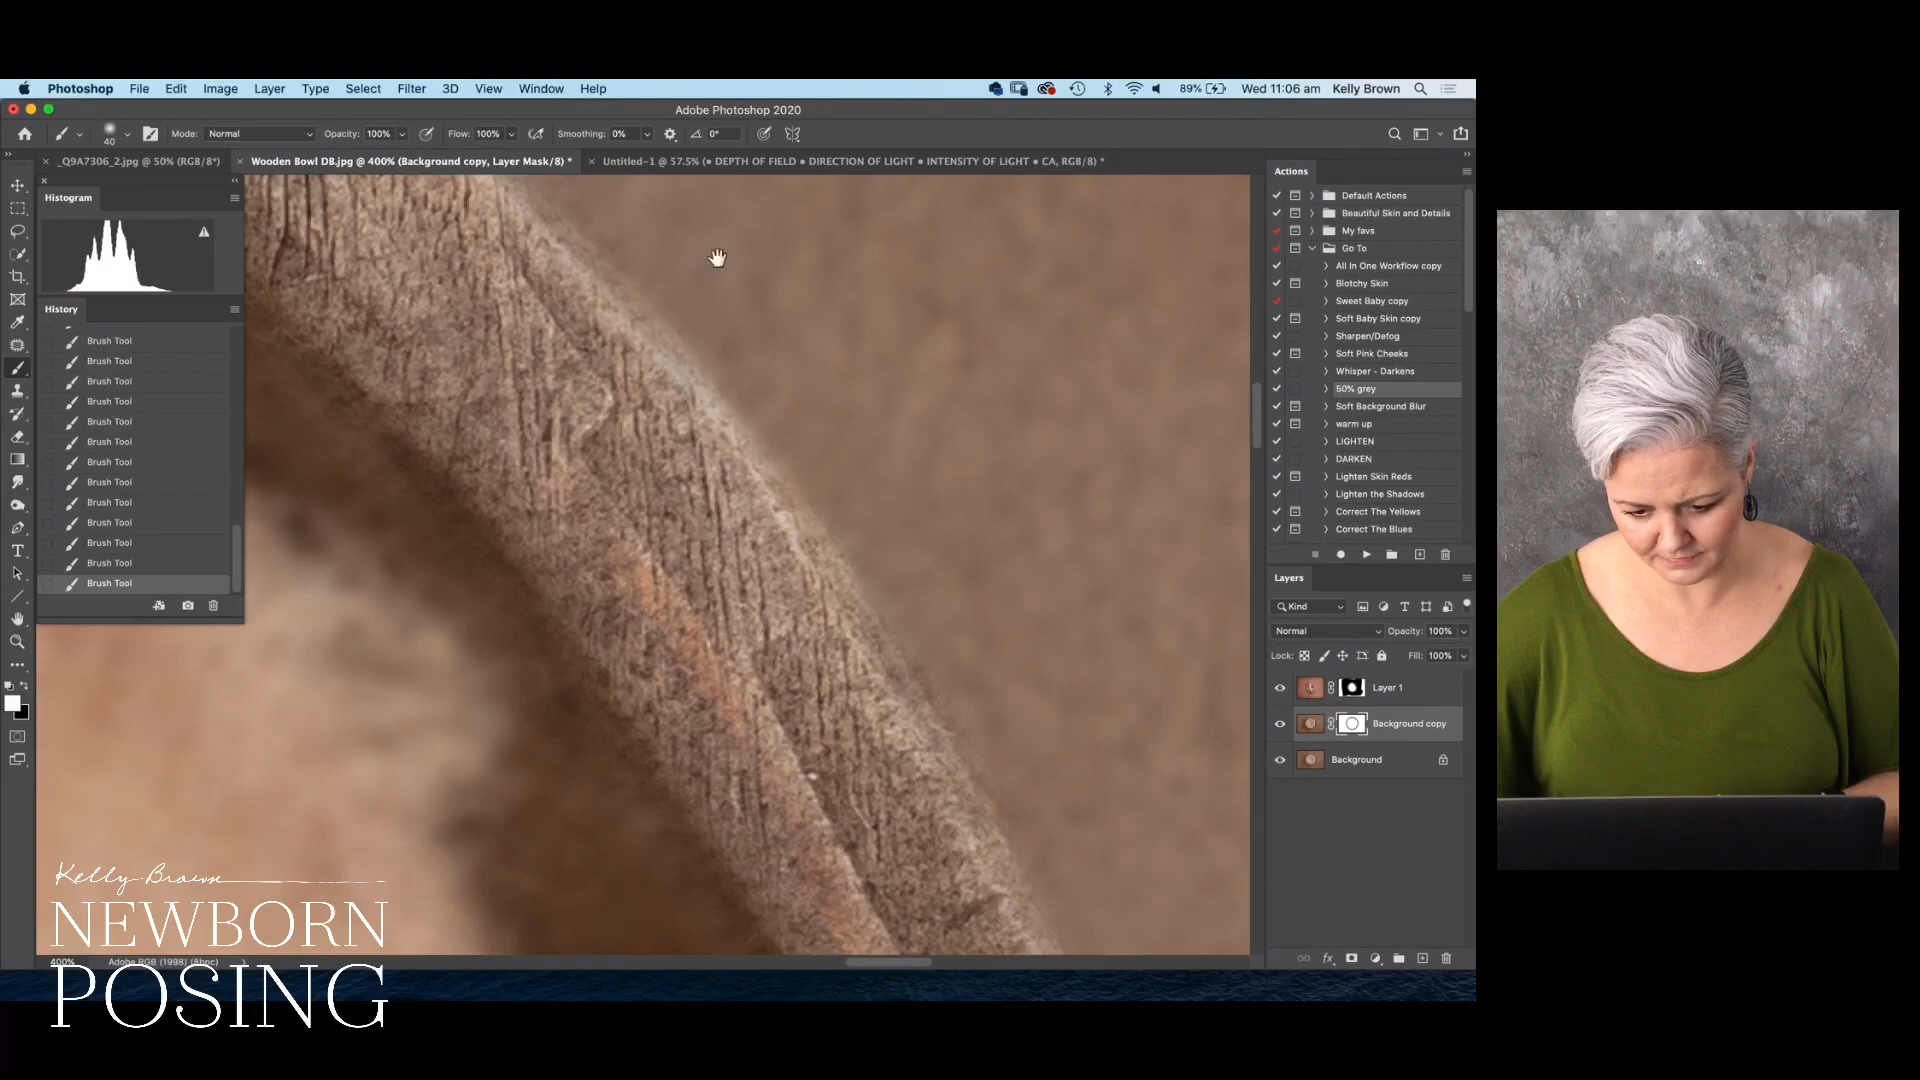 Photoshop File Edit Image Layer Type Select Filter 3D View Window Help
89% Wed 11:06 am Kelly Brown
Adobe Photoshop 2020
40 Mode: Normal Opacity: 100% Flow: 100% Smoothing: 0% 0°
_Q9A7306_2.jpg @ 50% (RGB/8*)
Wooden Bowl DB.jpg @ 400% (Background copy, Layer Mask/8) *
Untitled-1 @ 57.5% (● DEPTH OF FIELD ● DIRECTION OF LIGHT ● INTENSITY OF LIGHT ● CA, RGB/8) *
Histogram
History
Brush Tool
Brush Tool
Brush Tool
Brush Tool
Brush Tool
Brush Tool
Brush Tool
Brush Tool
Brush Tool
Brush Tool
Brush Tool
Brush Tool
Brush Tool
T
Actions
Default Actions
Beautiful Skin and Details
My favs
Go To
All In One Workflow copy
Blotchy Skin
Sweet Baby copy
Soft Baby Skin copy
Sharpen/Defog
Soft Pink Cheeks
Whisper - Darkens
50% grey
Soft Background Blur
warm up
LIGHTEN
DARKEN
Lighten Skin Reds
Lighten the Shadows
Correct The Yellows
Correct The Blues
Layers
Kind
Normal Opacity: 100%
Lock: Fill: 100%
Layer 1
Background copy
Background
fx
400% Adobe RGB (1998) (8bpc)
Kelly Brown
NEWBORN
POSING